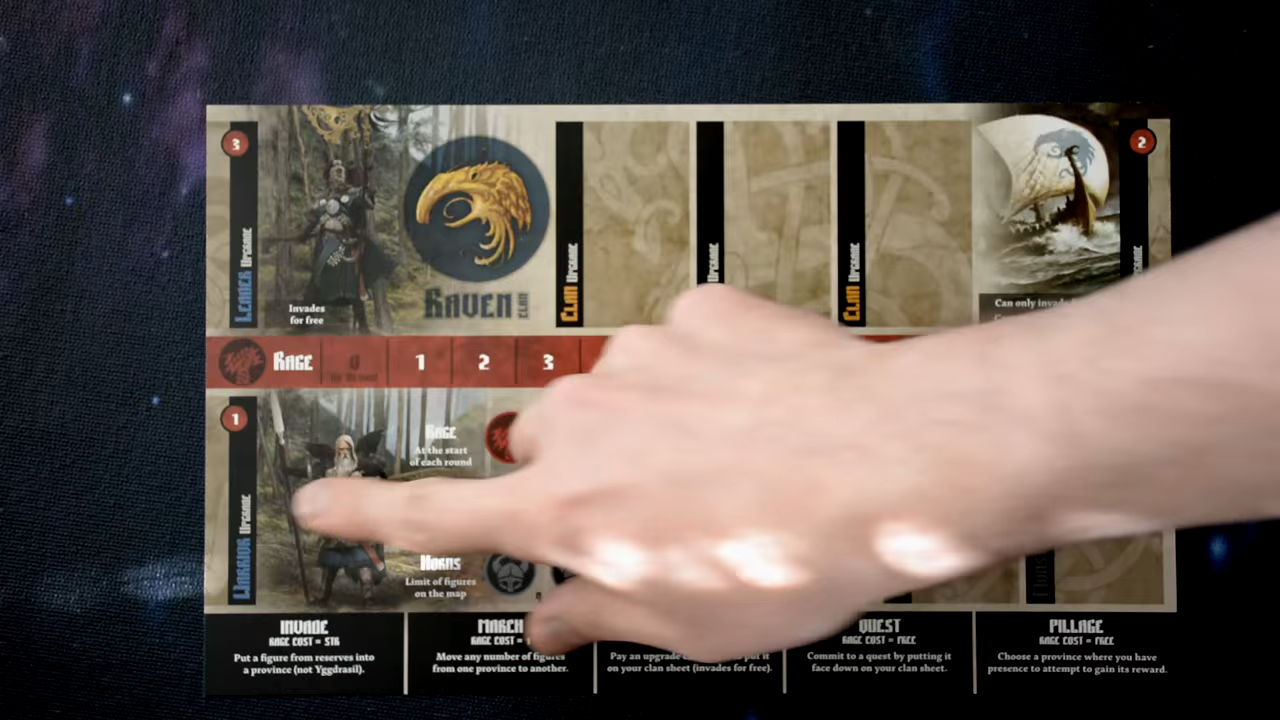 3
Leader Upgrade
Invades
for free
Raven
Clan
Clan Upgrade
Clan Upgrade
2
Can only
Rage
1
2
3
1
Warrior Upgrade
Rage
At the start
of each round
Horns
Limit of figures
on the map
Invade
Rage cost = STR
Put a figure from reserves into
a province (not Yggdrasil).
March
Rage cost =
Move any number of figures
from one province to another.
Pay an upgrade
on your clan sheet (invades for free).
Quest
Rage cost = free
Commit to a quest by putting it
face down on your clan sheet.
Pillage
Rage cost = free
Choose a province where you have
presence to attempt to gain its reward.